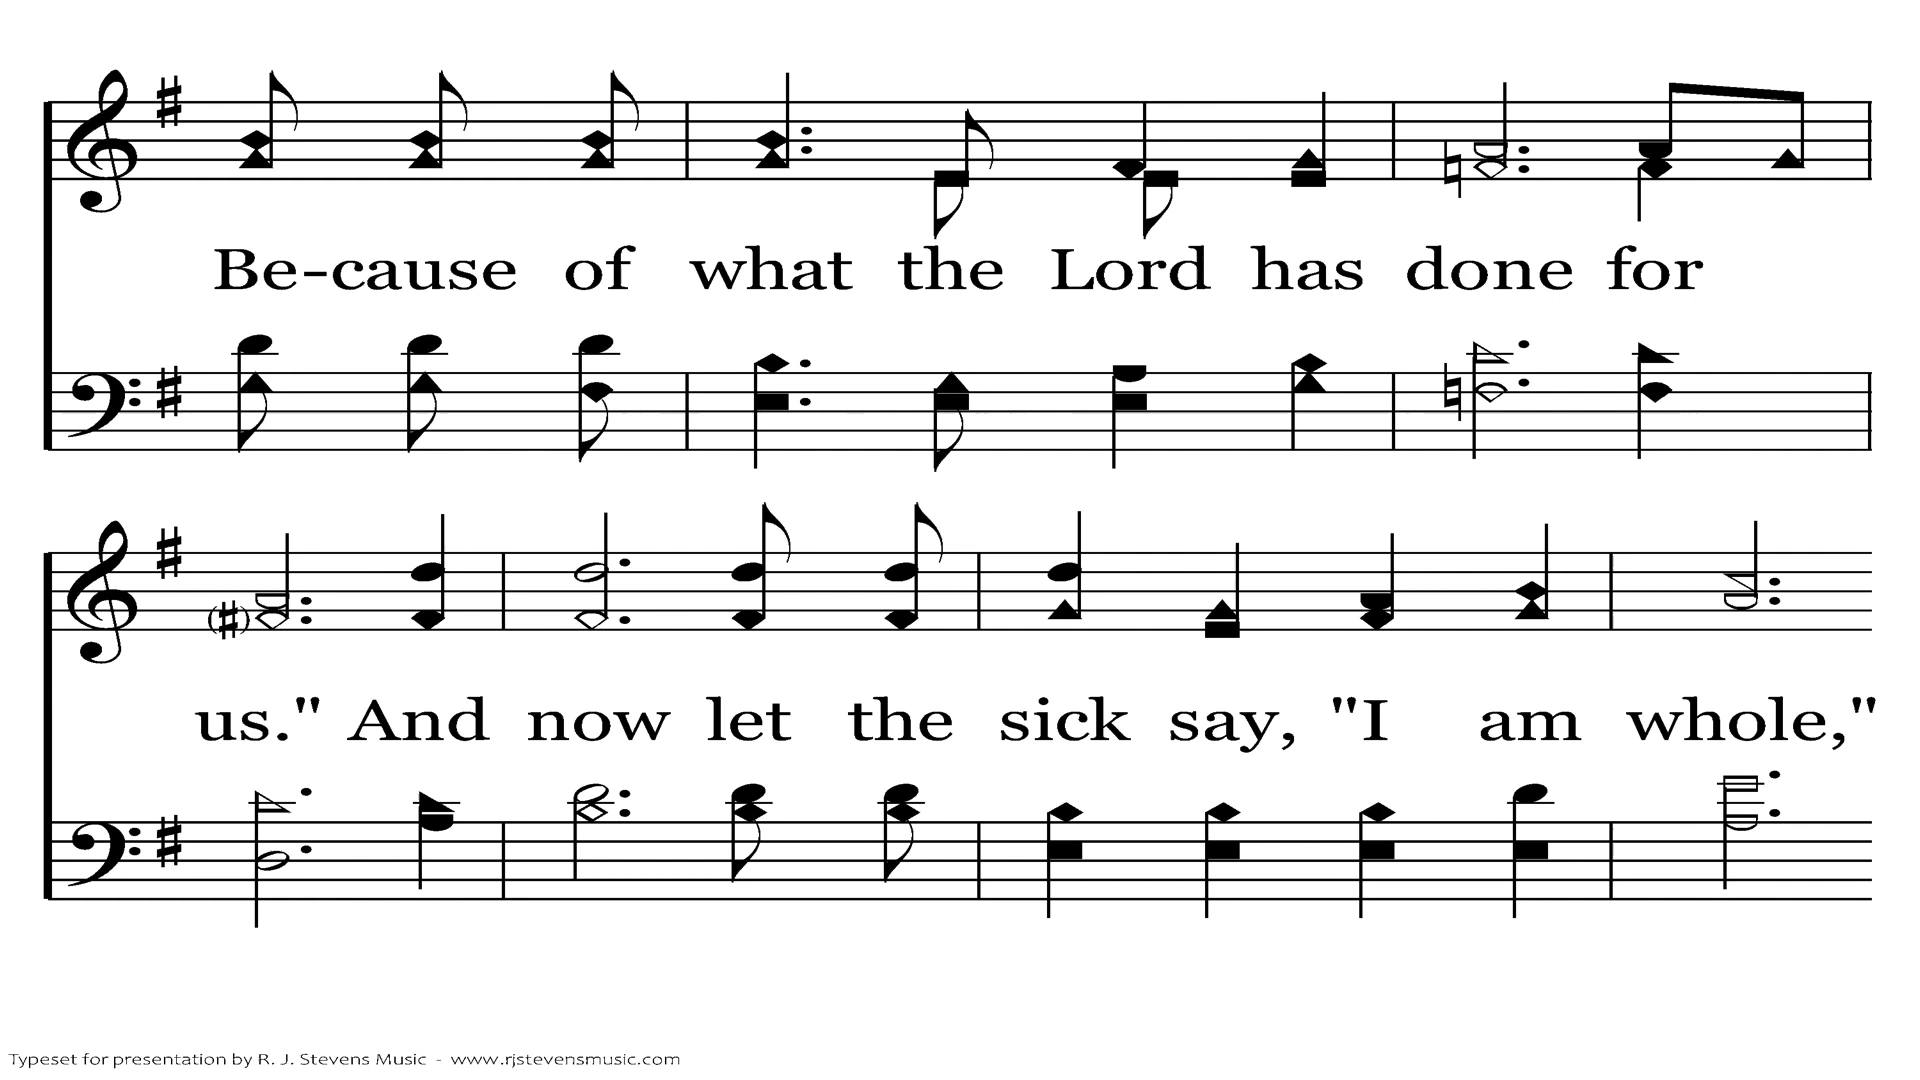 Be-cause of what the Lord has done for
us." And now let the sick say, "I am whole,"
Typeset for presentation by R. J. Stevens Music - www.rjstevensmusic.com